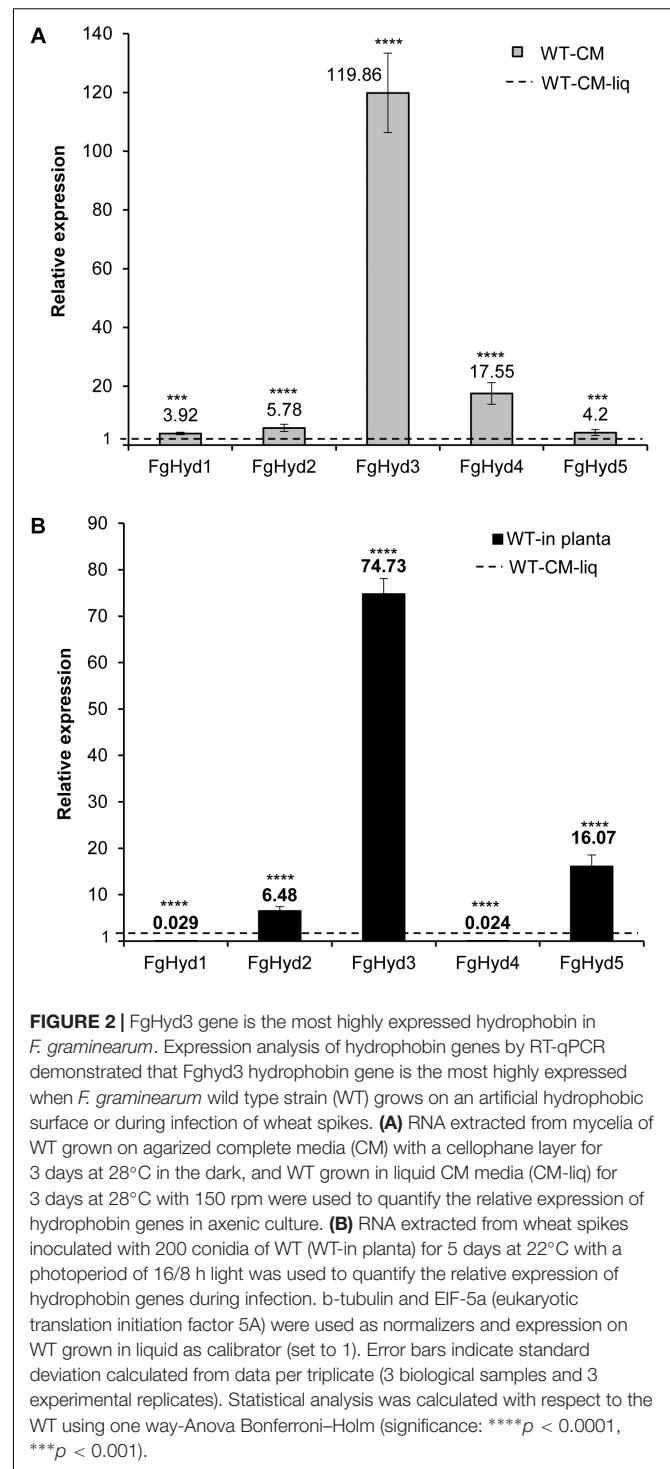 A
140
120
100
80
60
40
20
1
Relative expression
****
119.86
WT-CM
WT-CM-liq
***
3.92
****
5.78
****
17.55
***
4.2
FgHyd1 FgHyd2 FgHyd3 FgHyd4 FgHyd5
B
90
80
70
60
50
40
30
20
10
1
Relative expression
****
74.73
WT-in planta
WT-CM-liq
****
0.029
****
6.48
****
0.024
****
16.07
FgHyd1 FgHyd2 FgHyd3 FgHyd4 FgHyd5
FIGURE 2 | FgHyd3 gene is the most highly expressed hydrophobin in
F. graminearum. Expression analysis of hydrophobin genes by RT-qPCR
demonstrated that Fghyd3 hydrophobin gene is the most highly expressed
when F. graminearum wild type strain (WT) grows on an artificial hydrophobic
surface or during infection of wheat spikes. (A) RNA extracted from mycelia of
WT grown on agarized complete media (CM) with a cellophane layer for
3 days at 28°C in the dark, and WT grown in liquid CM media (CM-liq) for
3 days at 28°C with 150 rpm were used to quantify the relative expression of
hydrophobin genes in axenic culture. (B) RNA extracted from wheat spikes
inoculated with 200 conidia of WT (WT-in planta) for 5 days at 22°C with a
photoperiod of 16/8 h light was used to quantify the relative expression of
hydrophobin genes during infection. b-tubulin and EIF-5a (eukaryotic
translation initiation factor 5A) were used as normalizers and expression on
WT grown in liquid as calibrator (set to 1). Error bars indicate standard
deviation calculated from data per triplicate (3 biological samples and 3
experimental replicates). Statistical analysis was calculated with respect to the
WT using one way-Anova Bonferroni–Holm (significance: ****p < 0.0001,
***p < 0.001).